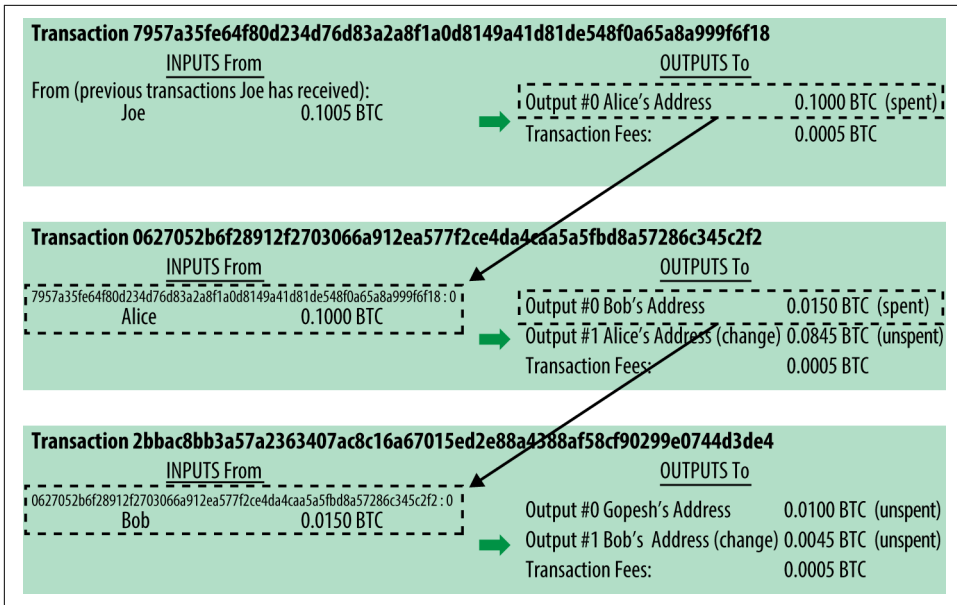 Transaction 7957a35fe64f80d234d76d83a2a8f1a0d8149a41d81de548f0a65a8a999f6f18
INPUTS From
OUTPUTS To
From (previous transactions Joe has received):
Joe 0.1005 BTC
Output #0 Alice's Address 0.1000 BTC (spent)
Transaction Fees: 0.0005 BTC
Transaction 0627052b6f28912f2703066a912ea577f2ce4da4caa5a5fbd8a57286c345c2f2
INPUTS From
OUTPUTS To
7957a35fe64f80d234d76d83a2a8f1a0d8149a41d81de548f0a65a8a999f6f18 : 0
Alice 0.1000 BTC
Output #0 Bob's Address 0.0150 BTC (spent)
Output #1 Alice's Address (change) 0.0845 BTC (unspent)
Transaction Fees: 0.0005 BTC
Transaction 2bbac8bb3a57a2363407ac8c16a67015ed2e88a4388af58cf90299e0744d3de4
INPUTS From
OUTPUTS To
0627052b6f28912f2703066a912ea577f2ce4da4caa5a5fbd8a57286c345c2f2 : 0
Bob 0.0150 BTC
Output #0 Gopesh's Address 0.0100 BTC (unspent)
Output #1 Bob's Address (change) 0.0045 BTC (unspent)
Transaction Fees: 0.0005 BTC